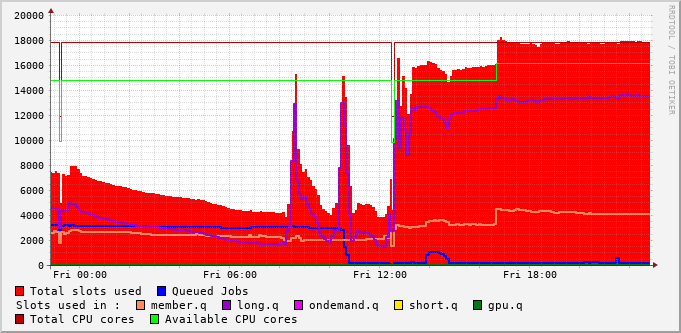 20000
18000
16000
14000
12000
10000
8000
6000
4000
2000
0
Fri 00:00 Fri 06:00 Fri 12:00 Fri 18:00
RRDTOOL / TOBI OETIKER
Total slots used Queued Jobs
Slots used in : member.q long.q ondemand.q short.q gpu.q
Total CPU cores Available CPU cores